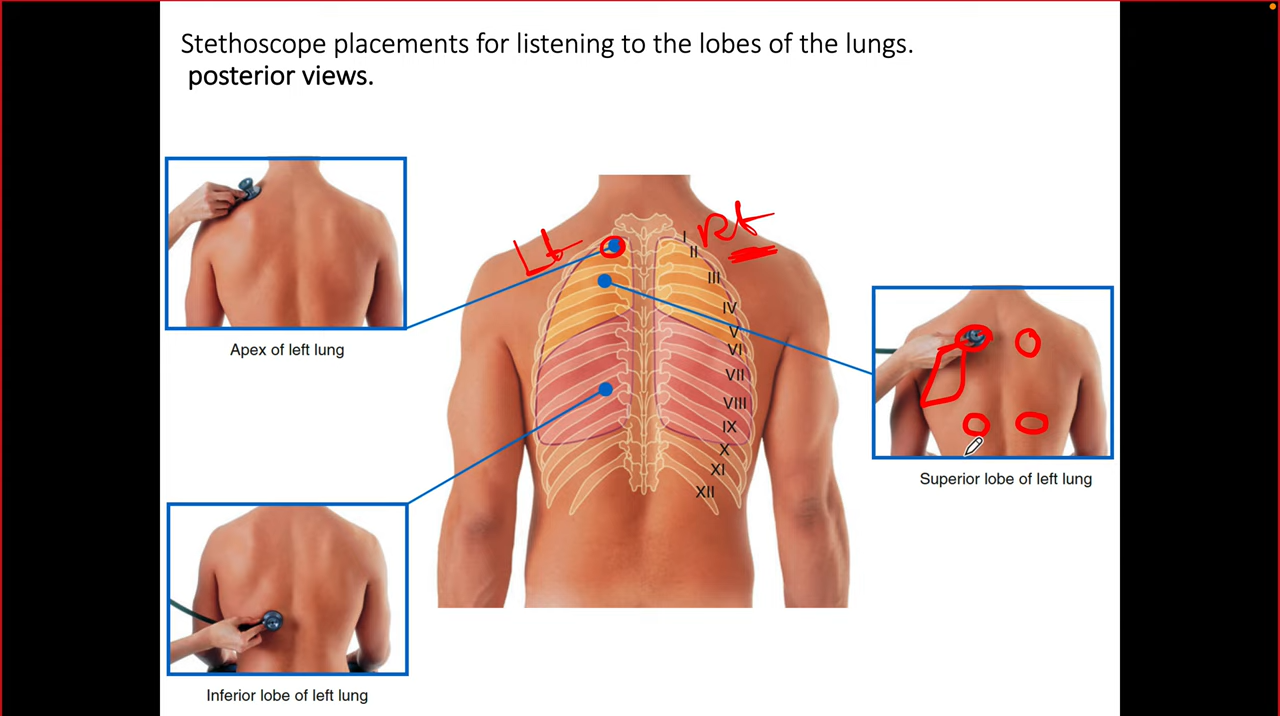 Stethoscope placements for listening to the lobes of the lungs.
posterior views.
Lt
Rt
I
II
III
IV
V
VI
VII
VIII
IX
X
XI
XII
Apex of left lung
Superior lobe of left lung
Inferior lobe of left lung